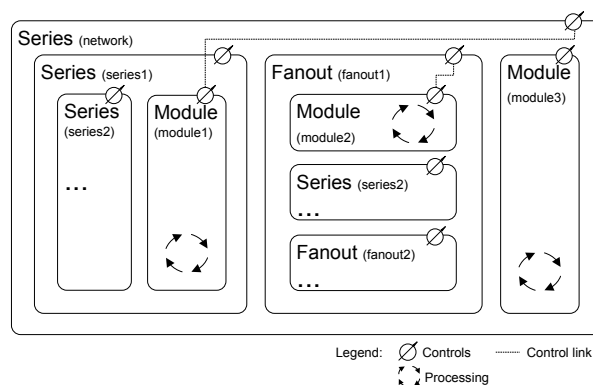 Series (network)
Series (series1)
Series
(series2)
...
Module
(module1)
Fanout (fanout1)
Module
(module2)
Series (series2)
...
Fanout (fanout2)
...
Module
(module3)
Legend: Controls Control link
Processing